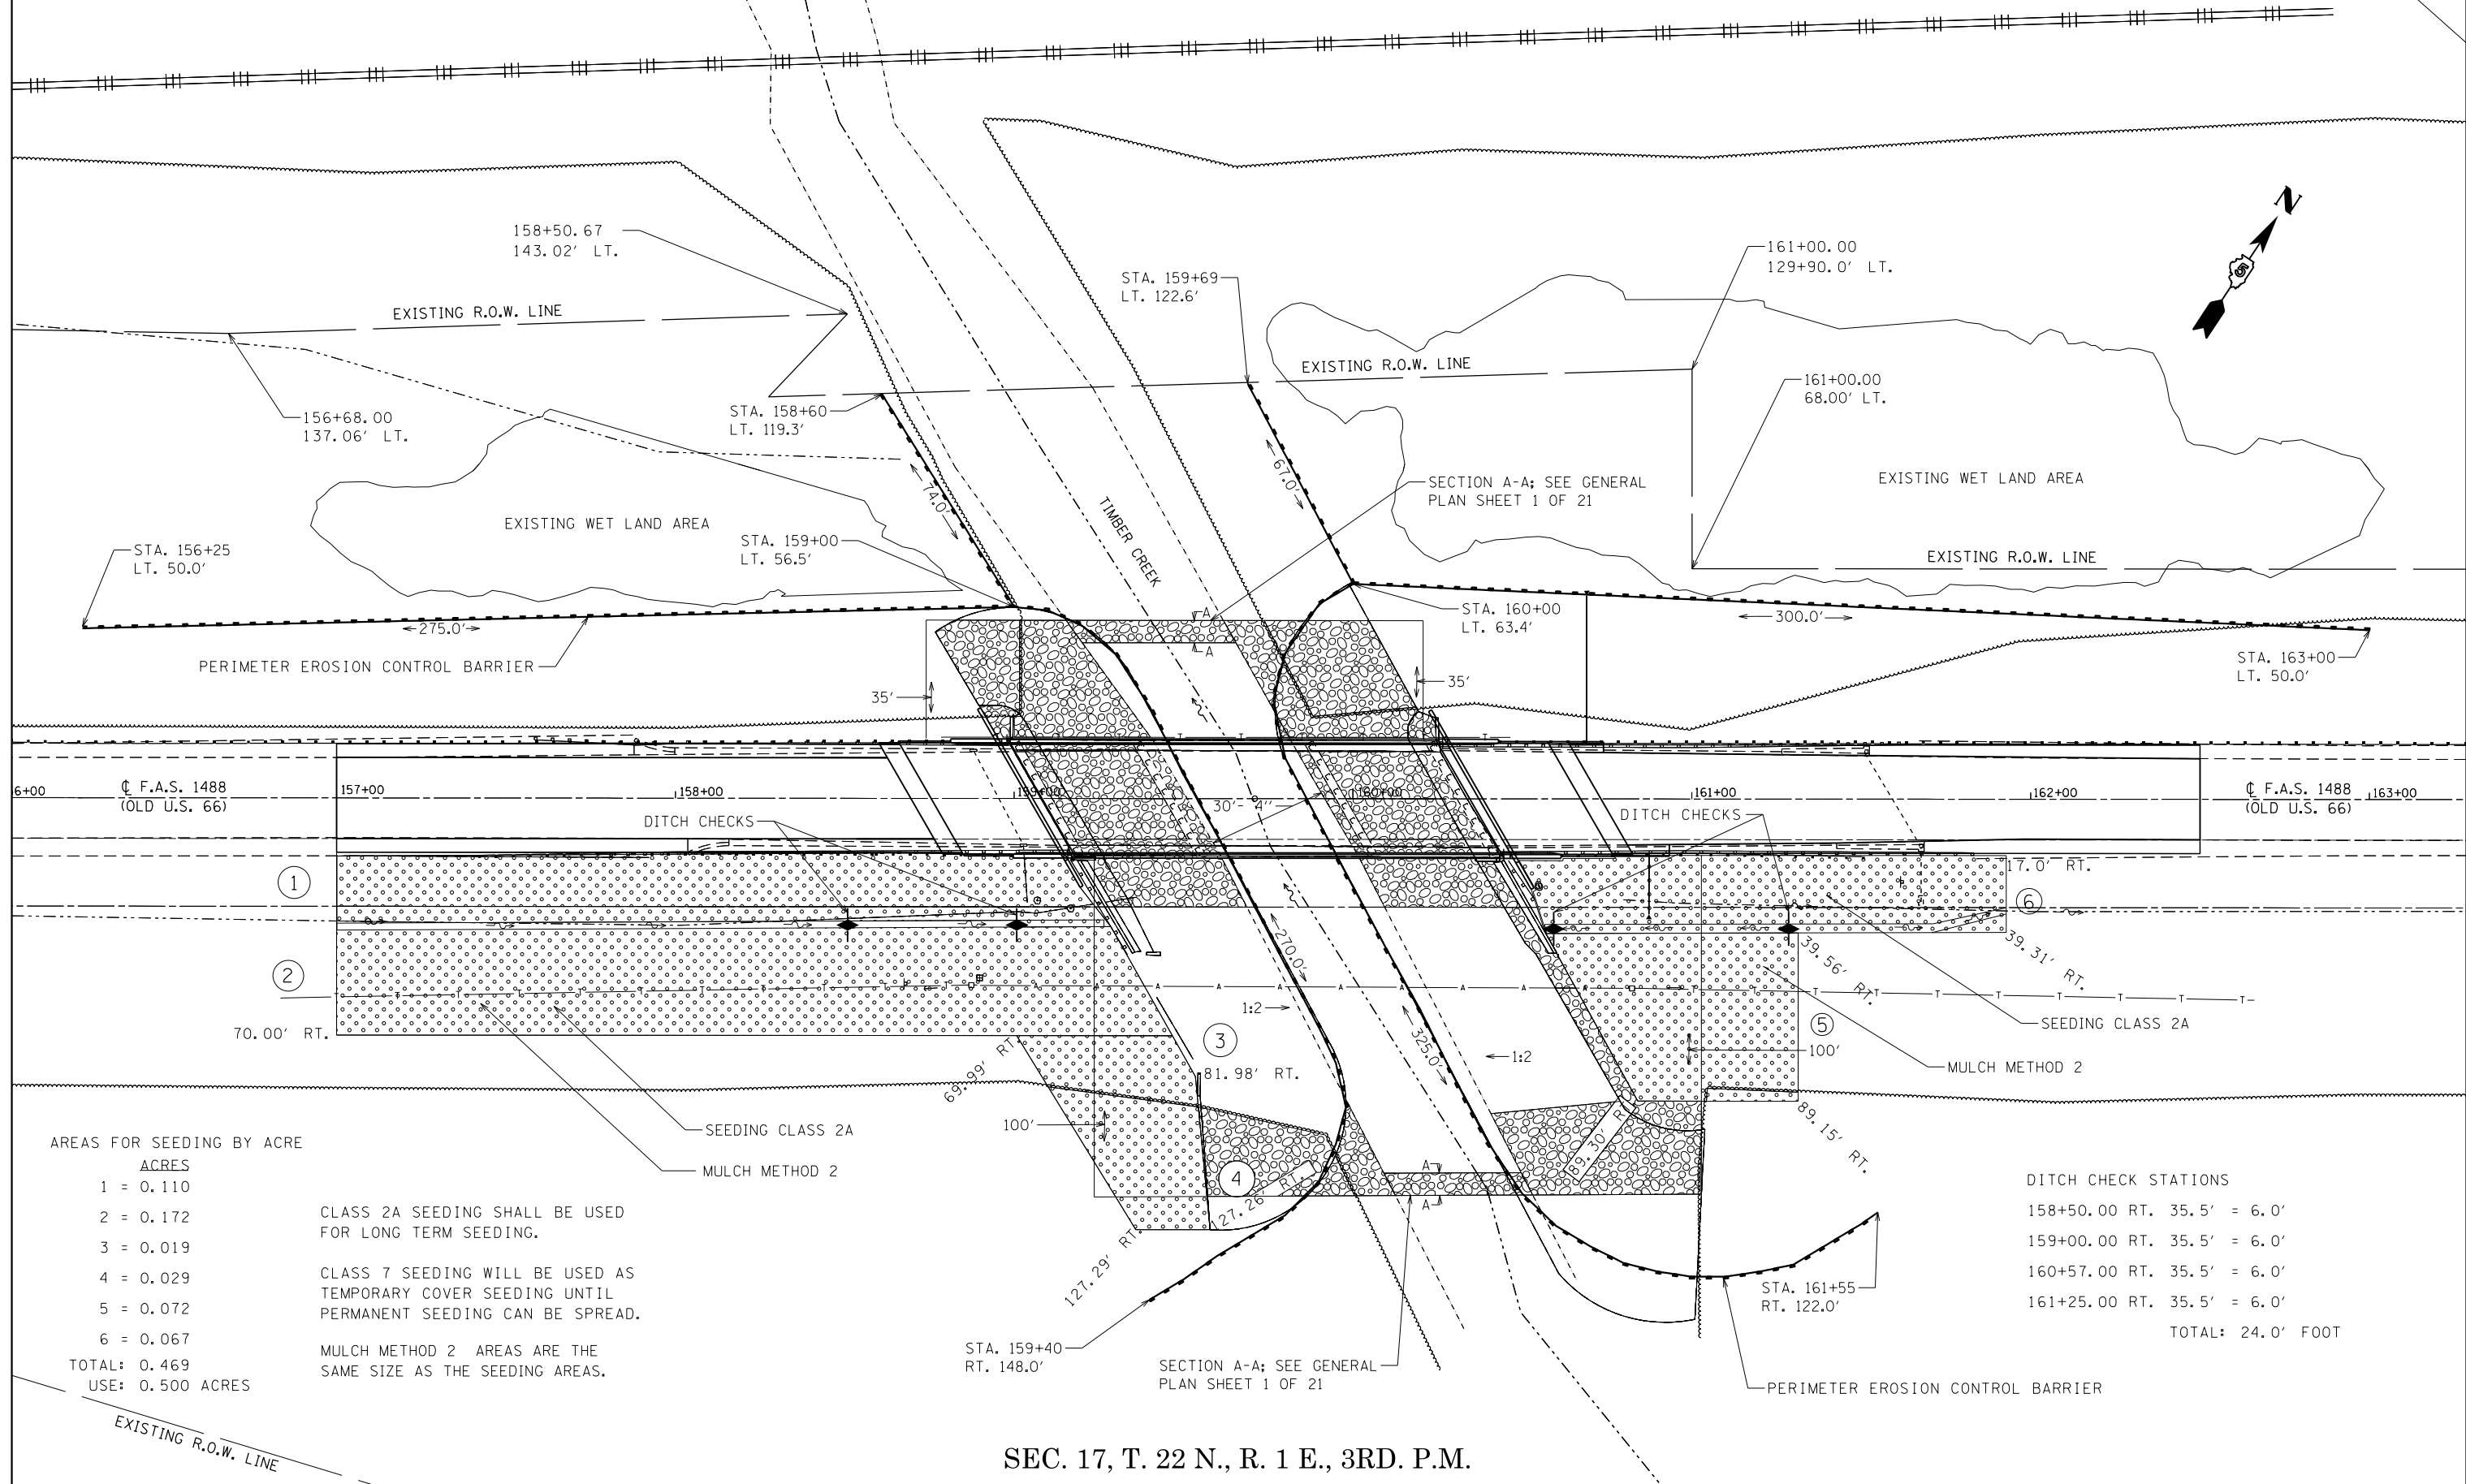 N
5
158+50.67
143.02' LT.
161+00.00
129+90.0' LT.
STA. 159+69
LT. 122.6'
EXISTING R.O.W. LINE
EXISTING R.O.W. LINE
161+00.00
68.00' LT.
156+68.00
137.06' LT.
STA. 158+60
LT. 119.3'
67.0'
74.0'
SECTION A-A; SEE GENERAL
PLAN SHEET 1 OF 21
EXISTING WET LAND AREA
EXISTING WET LAND AREA
TIMBER CREEK
STA. 156+25
LT. 50.0'
STA. 159+00
LT. 56.5'
EXISTING R.O.W. LINE
STA. 160+00
LT. 63.4'
A
A
275.0'
300.0'
PERIMETER EROSION CONTROL BARRIER
STA. 163+00
LT. 50.0'
35'
35'
℄ F.A.S. 1488
(OLD U.S. 66)
6+00
157+00
158+00
159+00
160+00
161+00
162+00
163+00
℄ F.A.S. 1488
(OLD U.S. 66)
30'-4"
DITCH CHECKS
DITCH CHECKS
1
17.0' RT.
6
270.0'
39.56' RT.
39.31' RT.
2
T T T T T T T T T T A A A A A A A A A A T T T T T T T T T T
1:2
70.00' RT.
3
325.0'
5
SEEDING CLASS 2A
69.99' RT.
1:2
100'
81.98' RT.
MULCH METHOD 2
100'
89.30' RT.
89.15' RT.
SEEDING CLASS 2A
MULCH METHOD 2
4
A
A
127.26' RT.
127.29' RT.
AREAS FOR SEEDING BY ACRE
ACRES
1 = 0.110
2 = 0.172
3 = 0.019
4 = 0.029
5 = 0.072
6 = 0.067
TOTAL: 0.469
USE: 0.500 ACRES
CLASS 2A SEEDING SHALL BE USED
FOR LONG TERM SEEDING.
CLASS 7 SEEDING WILL BE USED AS
TEMPORARY COVER SEEDING UNTIL
PERMANENT SEEDING CAN BE SPREAD.
MULCH METHOD 2 AREAS ARE THE
SAME SIZE AS THE SEEDING AREAS.
DITCH CHECK STATIONS
158+50.00 RT. 35.5' = 6.0'
159+00.00 RT. 35.5' = 6.0'
160+57.00 RT. 35.5' = 6.0'
161+25.00 RT. 35.5' = 6.0'
TOTAL: 24.0' FOOT
STA. 161+55
RT. 122.0'
STA. 159+40
RT. 148.0'
SECTION A-A; SEE GENERAL
PLAN SHEET 1 OF 21
PERIMETER EROSION CONTROL BARRIER
EXISTING R.O.W. LINE
SEC. 17, T. 22 N., R. 1 E., 3RD. P.M.